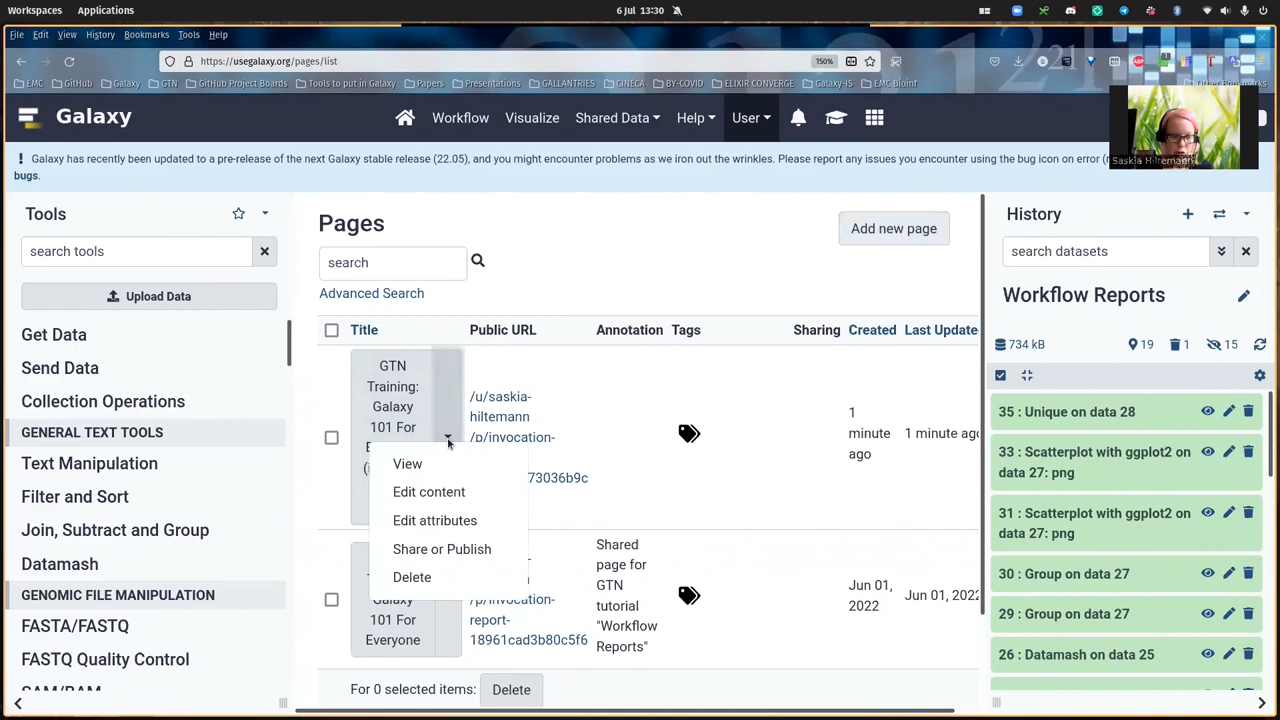 Workspaces Applications 6 Jul 13:30
File Edit View History Bookmarks Tools Help
https://usegalaxy.org/pages/list 150%
EMC GitHub Galaxy GTN GitHub Project Boards Tools to put in Galaxy Papers Presentations GALLANTRIES CINECA BY-COVID ELIXIR CONVERGE Galaxy-IS EMC Bioinf Other Bookmarks
Galaxy Workflow Visualize Shared Data Help User
Saskia Hiltemann
! Galaxy has recently been updated to a pre-release of the next Galaxy stable release (22.05), and you might encounter problems as we iron out the wrinkles. Please report any issues you encounter using the bug icon on error
bugs.
Tools
search tools
Upload Data
Get Data
Send Data
Collection Operations
GENERAL TEXT TOOLS
Text Manipulation
Filter and Sort
Join, Subtract and Group
Datamash
GENOMIC FILE MANIPULATION
FASTA/FASTQ
FASTQ Quality Control
SAM/BAM
Pages
Add new page
search
Advanced Search
Title Public URL Annotation Tags Sharing Created Last Update
GTN
Training:
Galaxy
101 For
/u/saskia-
hiltemann
/p/invocation-
73036b9c
1
minute
ago
1 minute ago
View
Edit content
Edit attributes
Share or Publish
Delete
Galaxy
101 For
Everyone
/p/invocation-
report-
18961cad3b80c5f6
Shared
page for
GTN
tutorial
"Workflow
Reports"
Jun 01,
2022
Jun 01, 2022
For 0 selected items: Delete
History
search datasets
Workflow Reports
734 kB 19 1 15
35 : Unique on data 28
33 : Scatterplot with ggplot2 on
data 27: png
31 : Scatterplot with ggplot2 on
data 27: png
30 : Group on data 27
29 : Group on data 27
26 : Datamash on data 25